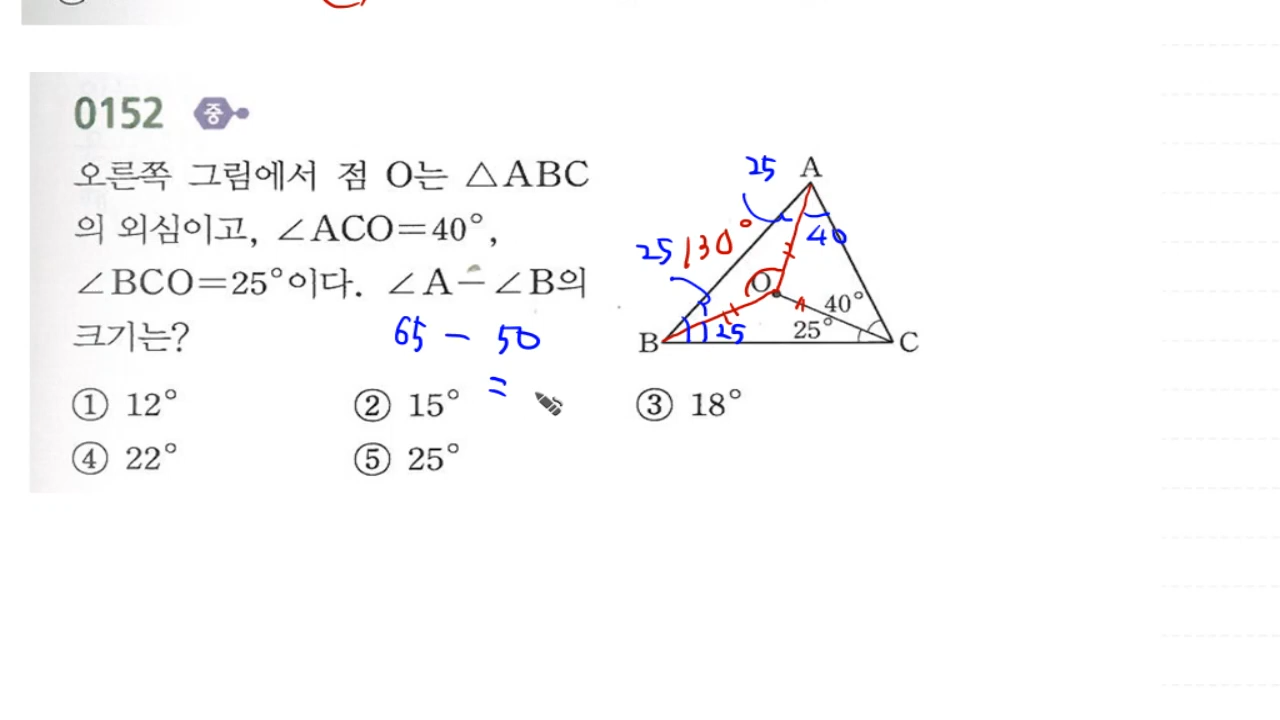 0152 중
오른쪽 그림에서 점 O는 △ABC
의 외심이고, ∠ACO=40°,
∠BCO=25°이다. ∠A-∠B의
크기는?
65 - 50
=
① 12°
② 15°
③ 18°
④ 22°
⑤ 25°
25 A
25 130° 40
O 40°
B 25 25° C